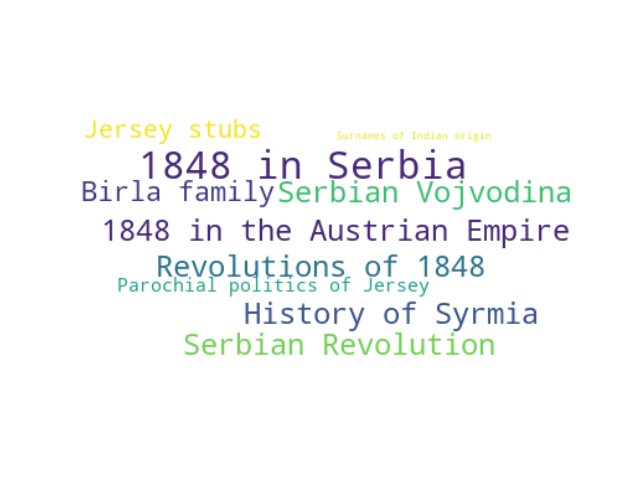 Jersey stubs
Surnames of Indian origin
1848 in Serbia
Birla family
Serbian Vojvodina
1848 in the Austrian Empire
Revolutions of 1848
Parochial politics of Jersey
History of Syrmia
Serbian Revolution